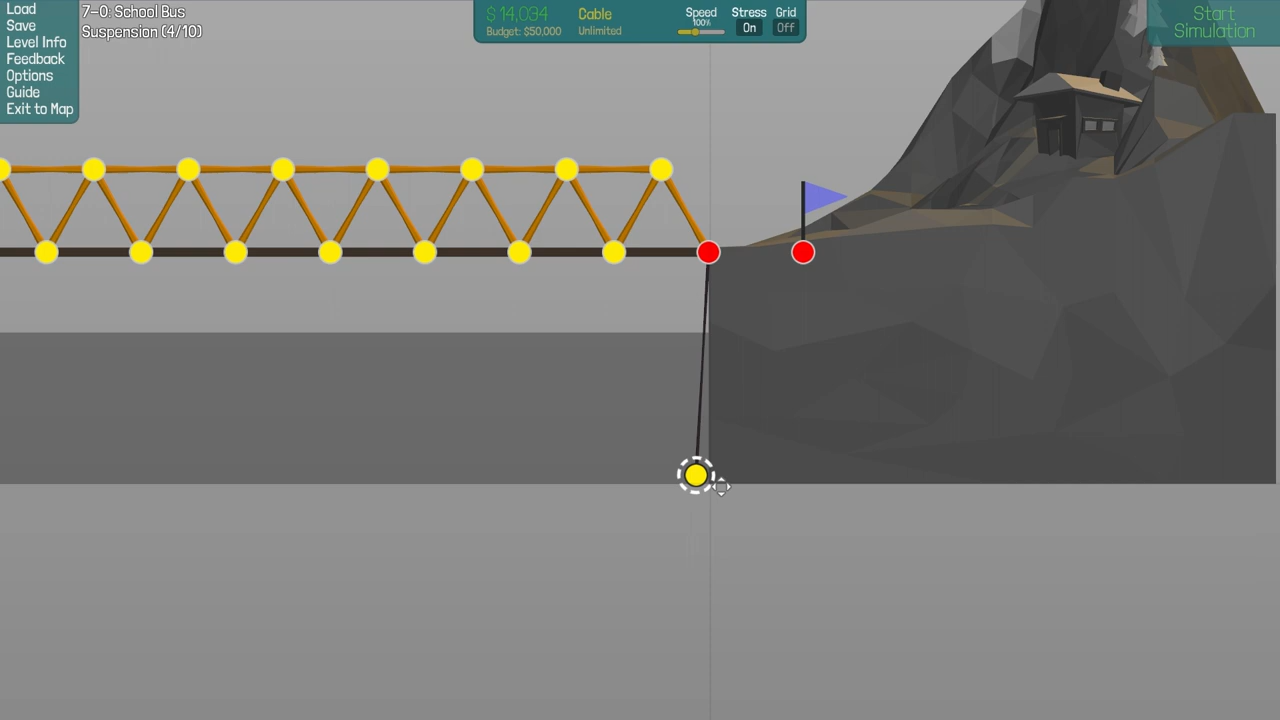 Load
Save
Level Info
Feedback
Options
Guide
Exit to Map
7-0: School Bus
Suspension (4/10)
$ 14,034
Budget: $50,000
Cable
Unlimited
Speed
100%
Stress
On
Grid
Off
Start
Simulation